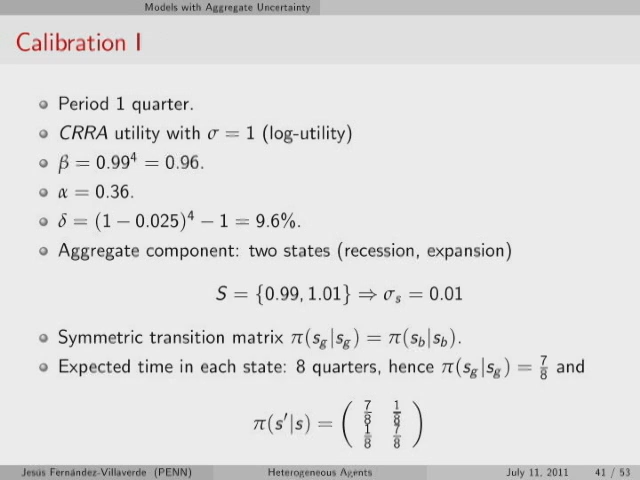 Models with Aggregate Uncertainty
Calibration I
Period 1 quarter.
CRRA utility with σ = 1 (log-utility)
β = 0.99⁴ = 0.96.
α = 0.36.
δ = (1 − 0.025)⁴ − 1 = 9.6%.
Aggregate component: two states (recession, expansion)
S = {0.99, 1.01} ⇒ σₛ = 0.01
Symmetric transition matrix π(s_g|s_g) = π(s_b|s_b).
Expected time in each state: 8 quarters, hence π(s_g|s_g) = 7/8 and
π(s′|s) = ( 7/8 1/8
1/8 7/8 )
Jesús Fernández-Villaverde (PENN) Heterogeneous Agents July 11, 2011 41 / 53